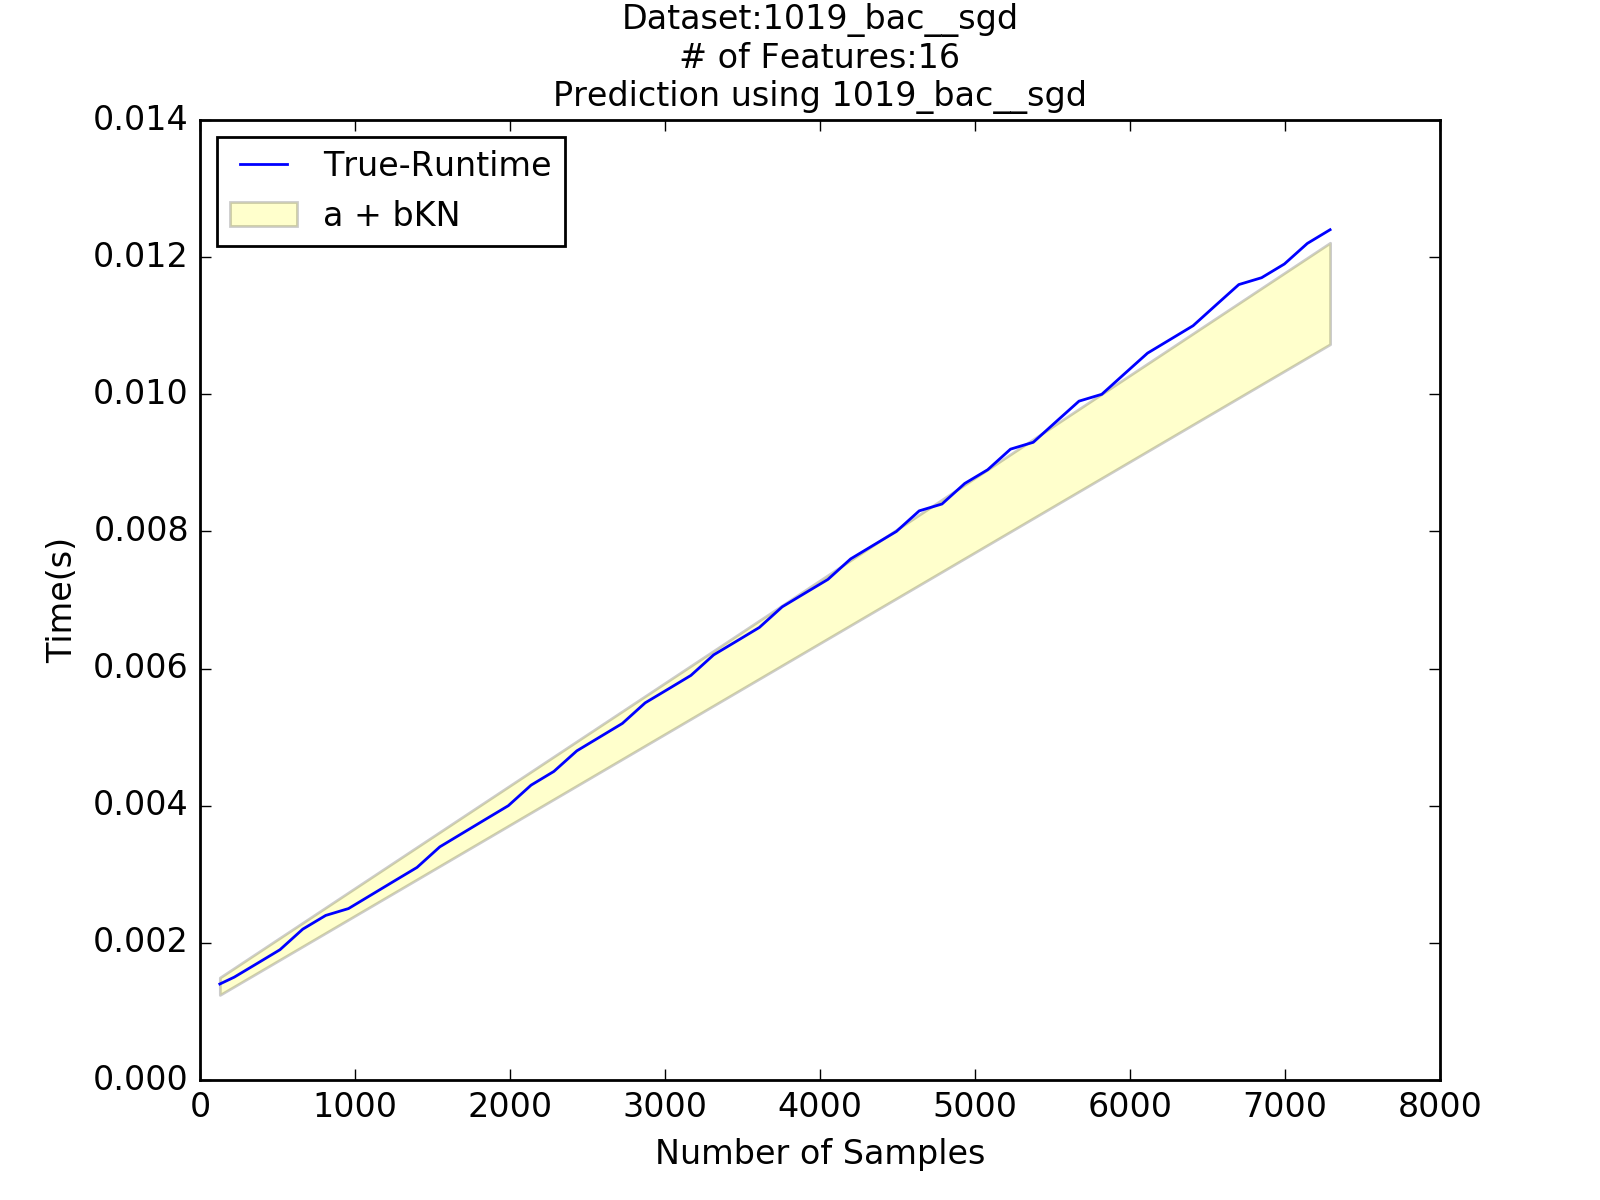 Dataset:1019_bac__sgd
# of Features:16
Prediction using 1019_bac__sgd
True-Runtime
a + bKN
0.014
0.012
0.010
0.008
0.006
0.004
0.002
0.000
Time(s)
0 1000 2000 3000 4000 5000 6000 7000 8000
Number of Samples